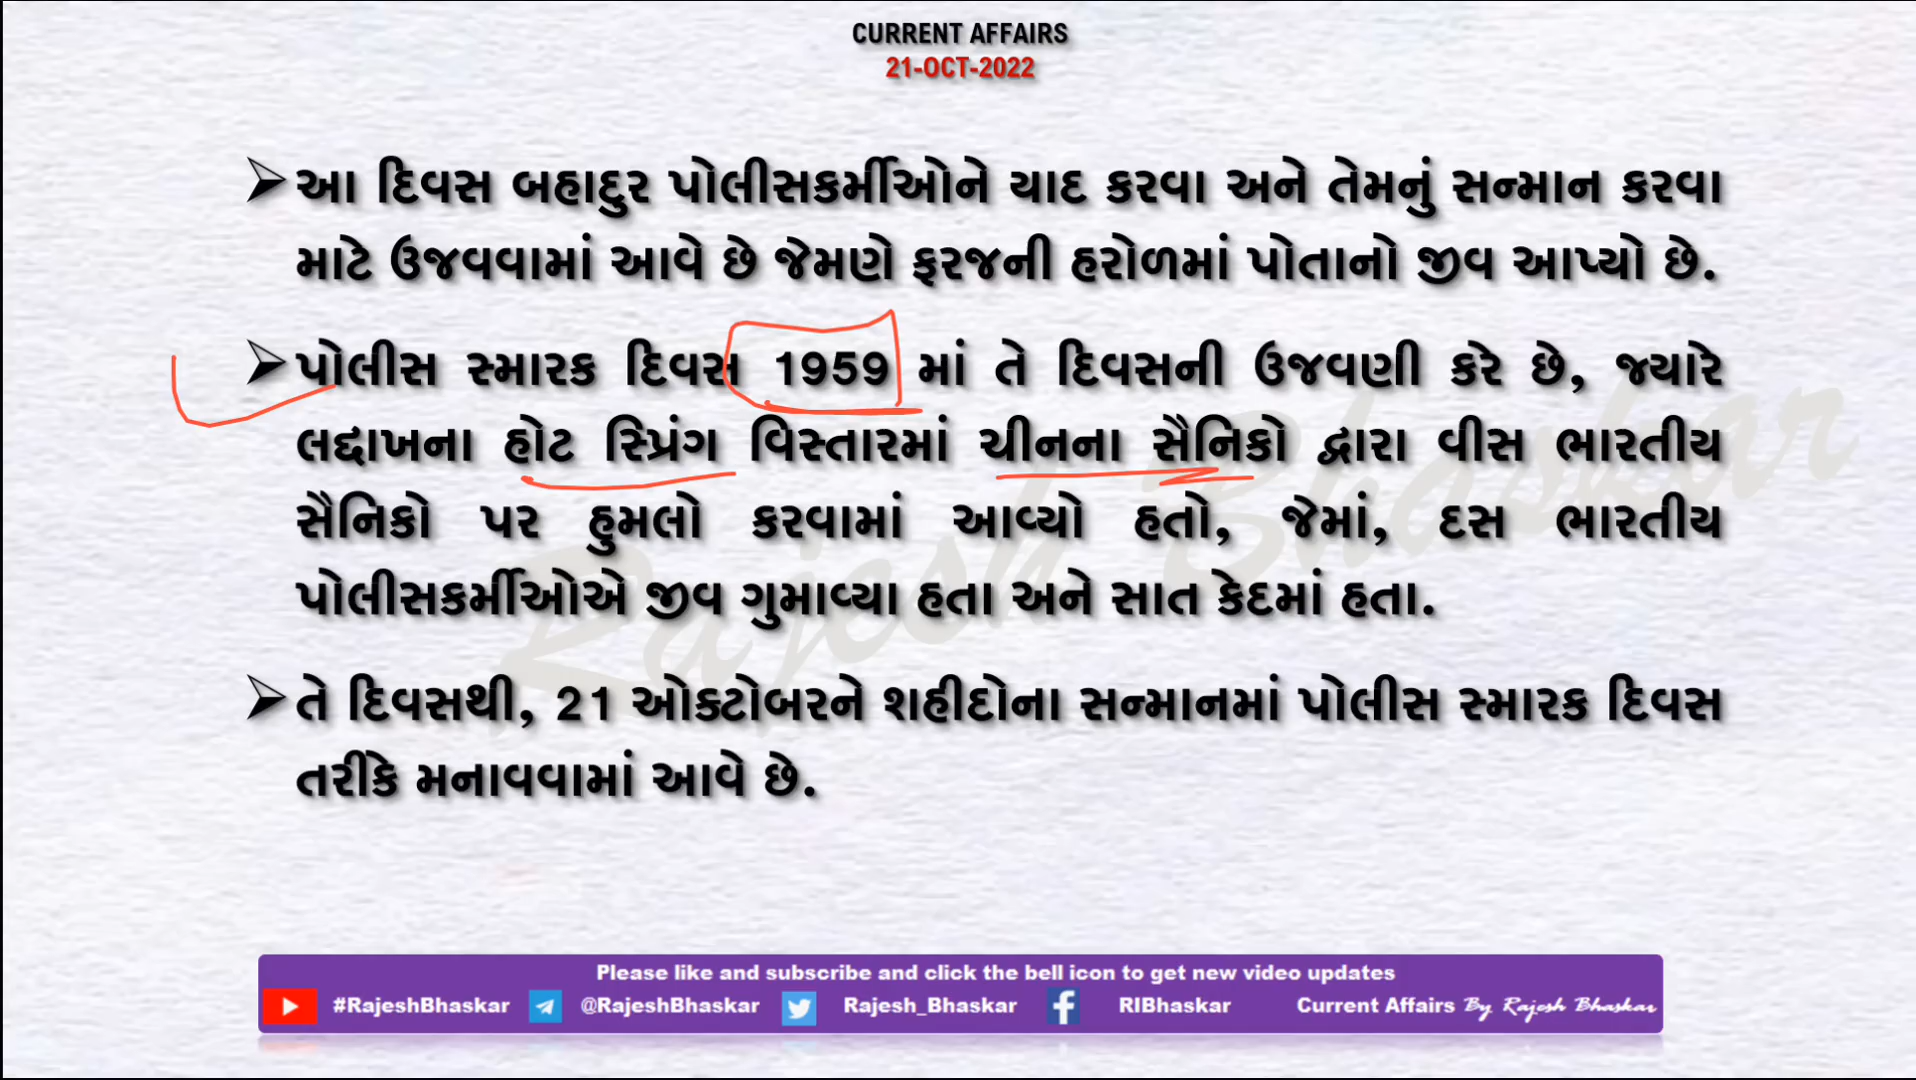 CURRENT AFFAIRS
21-OCT-2022
આ દિવસ બહાદુર પોલીસકર્મીઓને યાદ કરવા અને તેમનું સન્માન કરવા
માટે ઉજવવામાં આવે છે જેમણે ફરજની હરોળમાં પોતાનો જીવ આપ્યો છે.
પોલીસ સ્મારક દિવસ 1959 માં તે દિવસની ઉજવણી કરે છે, જ્યારે
લદ્દાખના હોટ સ્પ્રિંગ વિસ્તારમાં ચીનના સૈનિકો દ્વારા વીસ ભારતીય
સૈનિકો પર હુમલો કરવામાં આવ્યો હતો, જેમાં, દસ ભારતીય
પોલીસકર્મીઓએ જીવ ગુમાવ્યા હતા અને સાત કેદમાં હતા.
તે દિવસથી, 21 ઓક્ટોબરને શહીદોના સન્માનમાં પોલીસ સ્મારક દિવસ
તરીકે મનાવવામાં આવે છે.
Rajesh Bhaskar
Please like and subscribe and click the bell icon to get new video updates
#RajeshBhaskar @RajeshBhaskar Rajesh_Bhaskar RIBhaskar Current Affairs By Rajesh Bhaskar